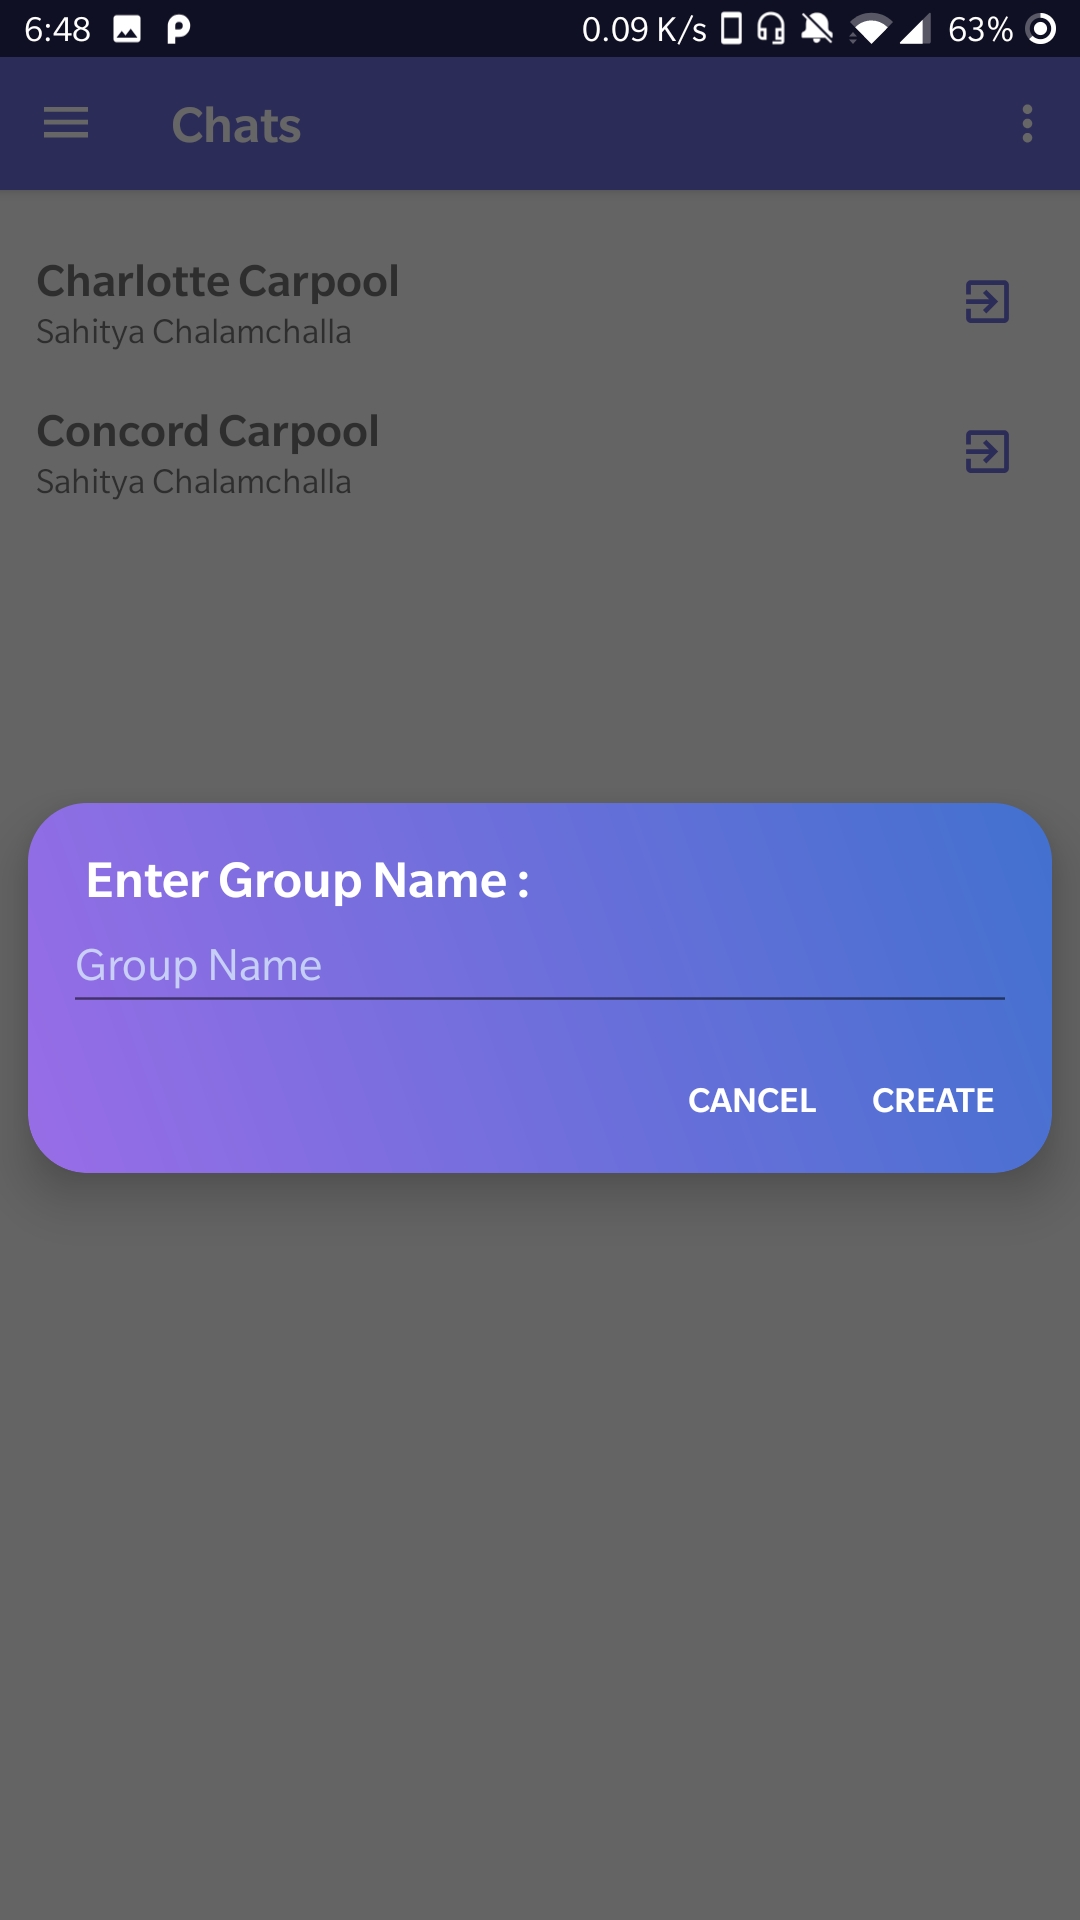 6:48 0.09 K/s 63%
Chats
Charlotte Carpool
Sahitya Chalamchalla
Concord Carpool
Sahitya Chalamchalla
Enter Group Name :
Group Name
CANCEL CREATE